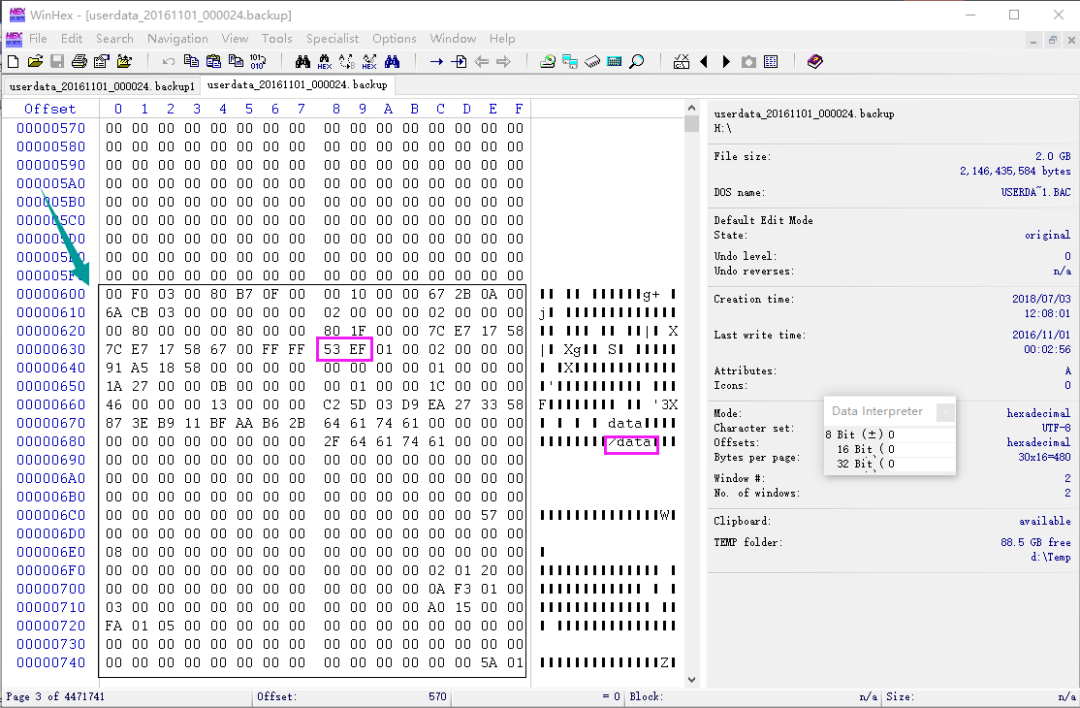 WinHex - [userdata_20161101_000024.backup]
File Edit Search Navigation View Tools Specialist Options Window Help
userdata_20161101_000024.backup1 userdata_20161101_000024.backup
Offset 0 1 2 3 4 5 6 7 8 9 A B C D E F
00000570 00 00 00 00 00 00 00 00 00 00 00 00 00 00 00 00
00000580 00 00 00 00 00 00 00 00 00 00 00 00 00 00 00 00
00000590 00 00 00 00 00 00 00 00 00 00 00 00 00 00 00 00
000005A0 00 00 00 00 00 00 00 00 00 00 00 00 00 00 00 00
000005B0 00 00 00 00 00 00 00 00 00 00 00 00 00 00 00 00
000005C0 00 00 00 00 00 00 00 00 00 00 00 00 00 00 00 00
000005D0 00 00 00 00 00 00 00 00 00 00 00 00 00 00 00 00
000005E0 00 00 00 00 00 00 00 00 00 00 00 00 00 00 00 00
000005F0 00 00 00 00 00 00 00 00 00 00 00 00 00 00 00 00
00000600 00 F0 03 00 80 B7 0F 00 00 10 00 00 67 2B 0A 00 g+
00000610 6A CB 03 00 00 00 00 00 02 00 00 00 02 00 00 00 j
00000620 00 80 00 00 00 80 00 00 80 1F 00 00 7C E7 17 58 | X
00000630 7C E7 17 58 67 00 FF FF 53 EF 01 00 02 00 00 00 | Xg S
00000640 91 A5 18 58 00 00 00 00 00 00 00 00 01 00 00 00 X
00000650 1A 27 00 00 0B 00 00 00 00 01 00 00 1C 00 00 00 '
00000660 46 00 00 00 13 00 00 00 C2 5D 03 D9 EA 27 33 58 F '3X
00000670 87 3E B9 11 BF AA B6 2B 64 61 74 61 00 00 00 00 data
00000680 00 00 00 00 00 00 00 00 2F 64 61 74 61 00 00 00 /data
00000690 00 00 00 00 00 00 00 00 00 00 00 00 00 00 00 00
000006A0 00 00 00 00 00 00 00 00 00 00 00 00 00 00 00 00
000006B0 00 00 00 00 00 00 00 00 00 00 00 00 00 00 00 00
000006C0 00 00 00 00 00 00 00 00 00 00 00 00 00 00 57 00 W
000006D0 00 00 00 00 00 00 00 00 00 00 00 00 00 00 00 00
000006E0 08 00 00 00 00 00 00 00 00 00 00 00 00 00 00 00
000006F0 00 00 00 00 00 00 00 00 00 00 00 00 02 01 20 00
00000700 00 00 00 00 00 00 00 00 00 00 00 00 0A F3 01 00
00000710 03 00 00 00 00 00 00 00 00 00 00 00 A0 15 00 00
00000720 FA 01 05 00 00 00 00 00 00 00 00 00 00 00 00 00
00000730 00 00 00 00 00 00 00 00 00 00 00 00 00 00 00 00
00000740 00 00 00 00 00 00 00 00 00 00 00 00 00 00 5A 01 Z
userdata_20161101_000024.backup
H:\
File size: 2.0 GB
2,146,435,584 bytes
DOS name: USERDA~1.BAC
Default Edit Mode
State: original
Undo level: 0
Undo reverses: n/a
Creation time: 2018/07/03
12:08:01
Last write time: 2016/11/01
00:02:56
Attributes: A
Icons: 0
Mode: hexadecimal
Character set: UTF-8
Offsets: hexadecimal
Bytes per page: 30x16=480
Window #: 2
No. of windows: 2
Clipboard: available
TEMP folder: 88.5 GB free
d:\Temp
Data Interpreter
8 Bit (±) 0
16 Bit ( 0
32 Bit ( 0
Page 3 of 4471741 Offset: 570 = 0 Block: n/a Size: n/a